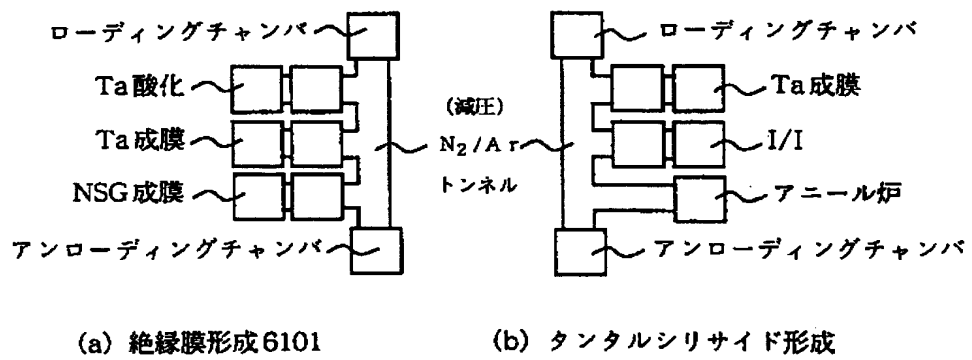 ローディングチャンバ
Ta酸化
Ta成膜
NSG成膜
アンローディングチャンバ
(減圧)
N₂/Ar
トンネル
ローディングチャンバ
Ta成膜
I/I
アニール炉
アンローディングチャンバ
(a) 絶縁膜形成6101
(b) タンタルシリサイド形成